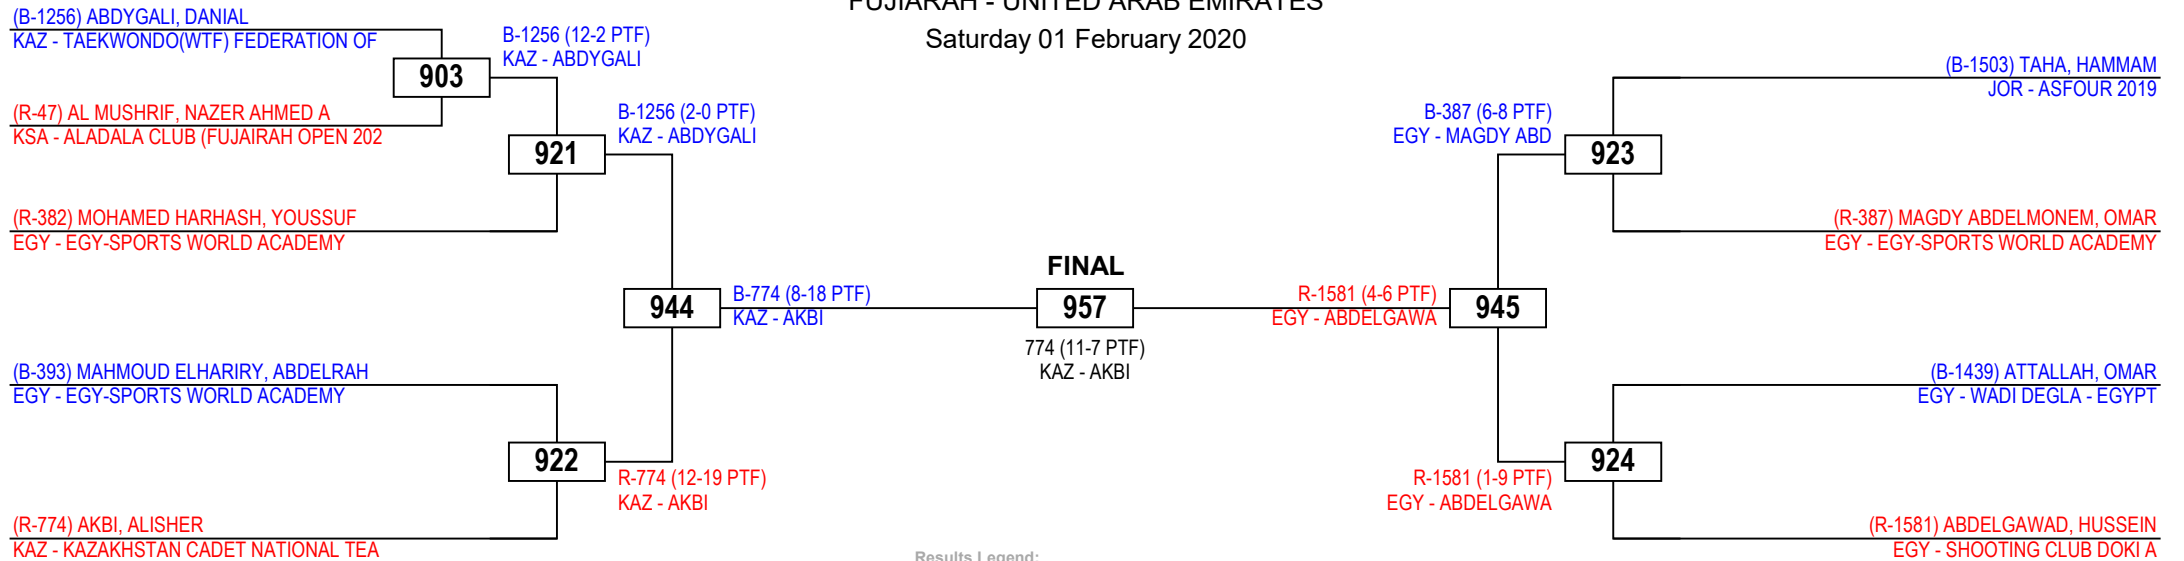 FUJIARAH - UNITED ARAB EMIRATES
Saturday 01 February 2020
(B-1256) ABDYGALI, DANIAL
KAZ - TAEKWONDO(WTF) FEDERATION OF
903
(R-47) AL MUSHRIF, NAZER AHMED A
KSA - ALADALA CLUB (FUJAIRAH OPEN 202
B-1256 (12-2 PTF)
KAZ - ABDYGALI
921
(R-382) MOHAMED HARHASH, YOUSSUF
EGY - EGY-SPORTS WORLD ACADEMY
B-1256 (2-0 PTF)
KAZ - ABDYGALI
944
B-774 (8-18 PTF)
KAZ - AKBI
(B-393) MAHMOUD ELHARIRY, ABDELRAH
EGY - EGY-SPORTS WORLD ACADEMY
922
R-774 (12-19 PTF)
KAZ - AKBI
(R-774) AKBI, ALISHER
KAZ - KAZAKHSTAN CADET NATIONAL TEA
FINAL
957
774 (11-7 PTF)
KAZ - AKBI
R-1581 (4-6 PTF)
EGY - ABDELGAWA
945
B-387 (6-8 PTF)
EGY - MAGDY ABD
923
(B-1503) TAHA, HAMMAM
JOR - ASFOUR 2019
(R-387) MAGDY ABDELMONEM, OMAR
EGY - EGY-SPORTS WORLD ACADEMY
(B-1439) ATTALLAH, OMAR
EGY - WADI DEGLA - EGYPT
924
R-1581 (1-9 PTF)
EGY - ABDELGAWA
(R-1581) ABDELGAWAD, HUSSEIN
EGY - SHOOTING CLUB DOKI A
Results Legend: